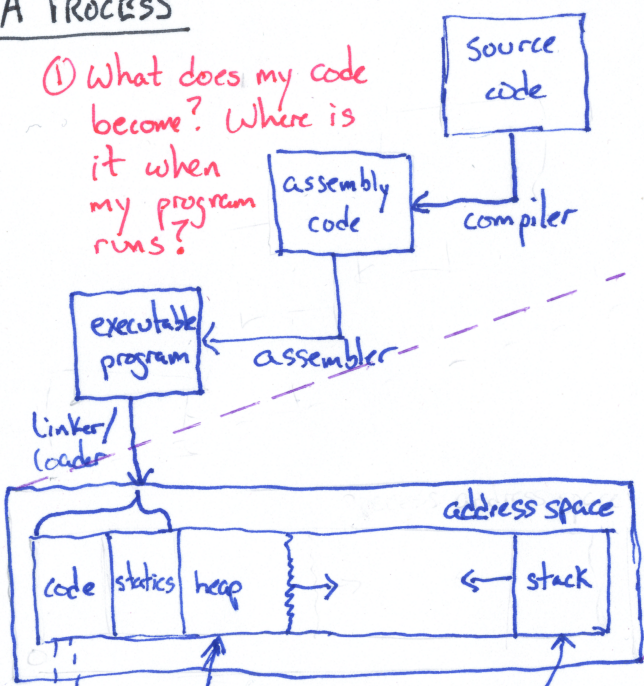 A PROCESS
① What does my code
become? Where is
it when
my program
runs?
source
code
assembly
code
compiler
executable
program
assembler
Linker/
loader
address space
code
statics
heap
stack